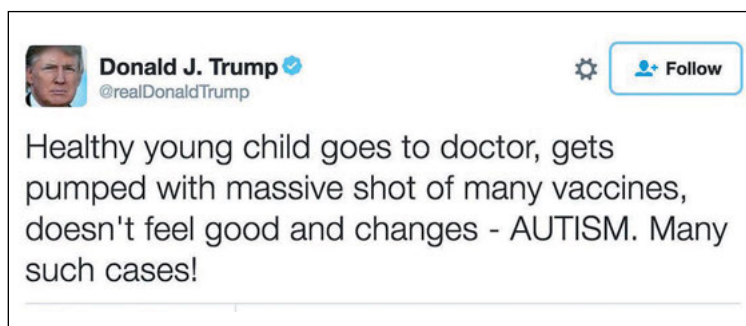 Donald J. Trump
Follow
@realDonaldTrump
Healthy young child goes to doctor, gets
pumped with massive shot of many vaccines,
doesn't feel good and changes - AUTISM. Many
such cases!